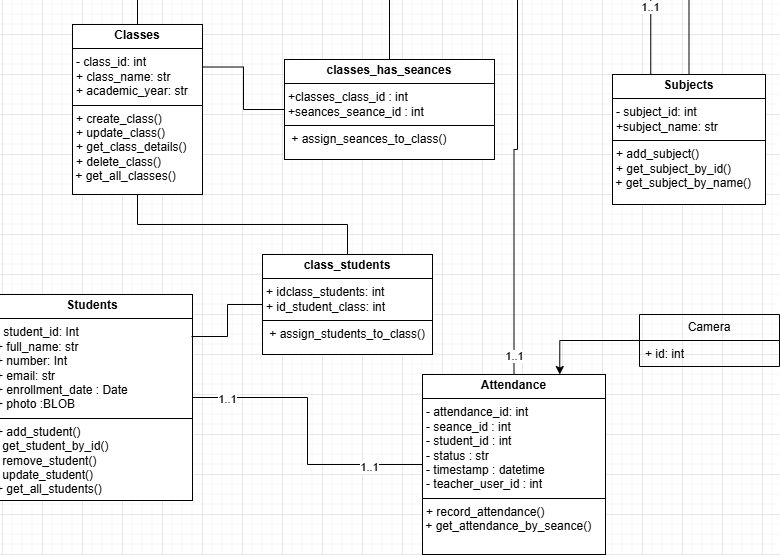 1..1
Classes
- class_id: int
+ class_name: str
+ academic_year: str
+ create_class()
+ update_class()
+ get_class_details()
+ delete_class()
+ get_all_classes()
classes_has_seances
+classes_class_id : int
+seances_seance_id : int
+ assign_seances_to_class()
Subjects
- subject_id: int
+subject_name: str
+ add_subject()
+ get_subject_by_id()
+ get_subject_by_name()
class_students
+ idclass_students: int
+ id_student_class: int
+ assign_students_to_class()
Students
student_id: Int
+ full_name: str
+ number: Int
+ email: str
+ enrollment_date : Date
+ photo :BLOB
+ add_student()
get_student_by_id()
remove_student()
update_student()
+ get_all_students()
Camera
+ id: int
1..1
1..1
1..1
Attendance
- attendance_id: int
- seance_id : int
- student_id : int
- status : str
- timestamp : datetime
- teacher_user_id : int
+ record_attendance()
+ get_attendance_by_seance()